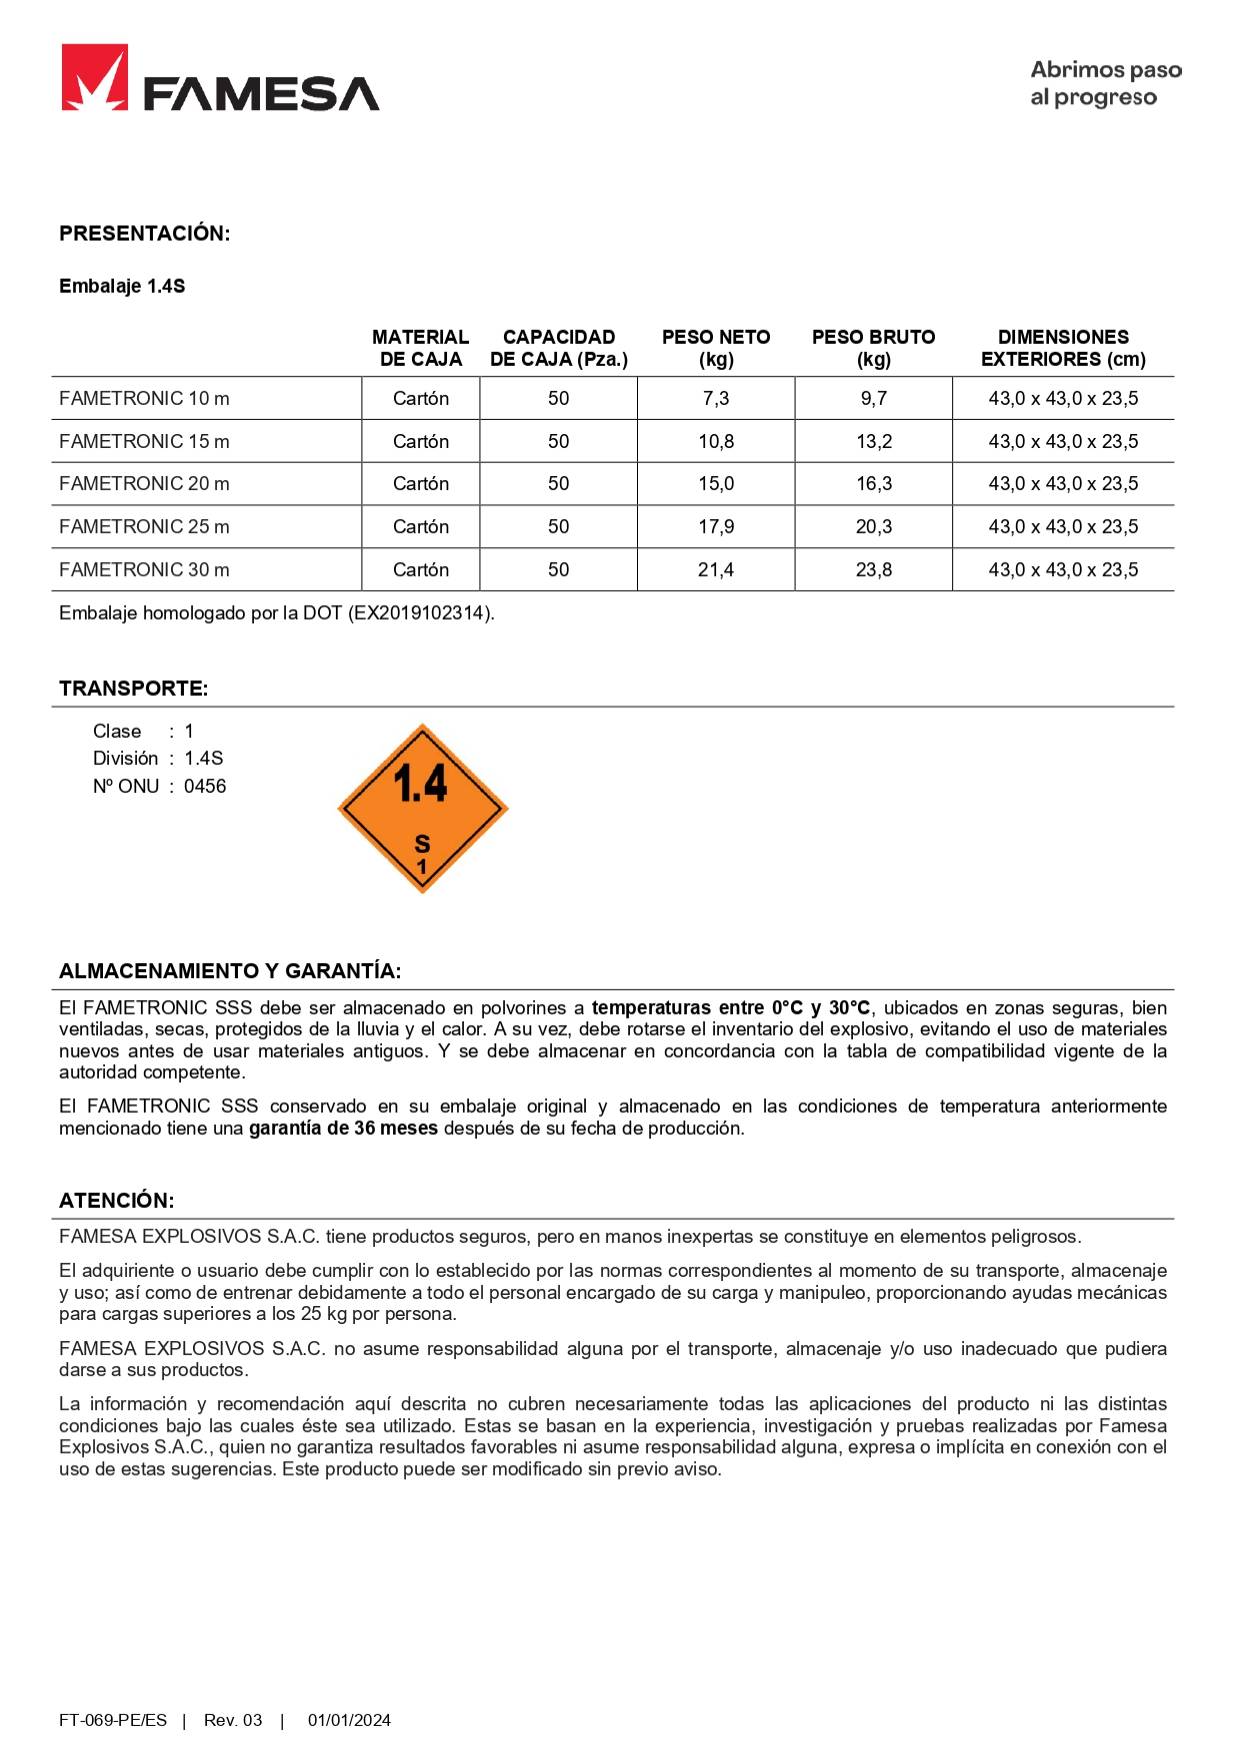 FAMESA
Abrimos paso
al progreso
PRESENTACIÓN:
Embalaje 1.4S
MATERIAL DE CAJA CAPACIDAD DE CAJA (Pza.) PESO NETO (kg) PESO BRUTO (kg) DIMENSIONES EXTERIORES (cm)
FAMETRONIC 10 m Cartón 50 7,3 9,7 43,0 x 43,0 x 23,5
FAMETRONIC 15 m Cartón 50 10,8 13,2 43,0 x 43,0 x 23,5
FAMETRONIC 20 m Cartón 50 15,0 16,3 43,0 x 43,0 x 23,5
FAMETRONIC 25 m Cartón 50 17,9 20,3 43,0 x 43,0 x 23,5
FAMETRONIC 30 m Cartón 50 21,4 23,8 43,0 x 43,0 x 23,5
Embalaje homologado por la DOT (EX2019102314).
TRANSPORTE:
Clase : 1
División : 1.4S
Nº ONU : 0456
1.4
S
1
ALMACENAMIENTO Y GARANTÍA:
El FAMETRONIC SSS debe ser almacenado en polvorines a temperaturas entre 0°C y 30°C, ubicados en zonas seguras, bien
ventiladas, secas, protegidos de la lluvia y el calor. A su vez, debe rotarse el inventario del explosivo, evitando el uso de materiales
nuevos antes de usar materiales antiguos. Y se debe almacenar en concordancia con la tabla de compatibilidad vigente de la
autoridad competente.
El FAMETRONIC SSS conservado en su embalaje original y almacenado en las condiciones de temperatura anteriormente
mencionado tiene una garantía de 36 meses después de su fecha de producción.
ATENCIÓN:
FAMESA EXPLOSIVOS S.A.C. tiene productos seguros, pero en manos inexpertas se constituye en elementos peligrosos.
El adquiriente o usuario debe cumplir con lo establecido por las normas correspondientes al momento de su transporte, almacenaje
y uso; así como de entrenar debidamente a todo el personal encargado de su carga y manipuleo, proporcionando ayudas mecánicas
para cargas superiores a los 25 kg por persona.
FAMESA EXPLOSIVOS S.A.C. no asume responsabilidad alguna por el transporte, almacenaje y/o uso inadecuado que pudiera
darse a sus productos.
La información y recomendación aquí descrita no cubren necesariamente todas las aplicaciones del producto ni las distintas
condiciones bajo las cuales éste sea utilizado. Estas se basan en la experiencia, investigación y pruebas realizadas por Famesa
Explosivos S.A.C., quien no garantiza resultados favorables ni asume responsabilidad alguna, expresa o implícita en conexión con el
uso de estas sugerencias. Este producto puede ser modificado sin previo aviso.
FT-069-PE/ES | Rev. 03 | 01/01/2024